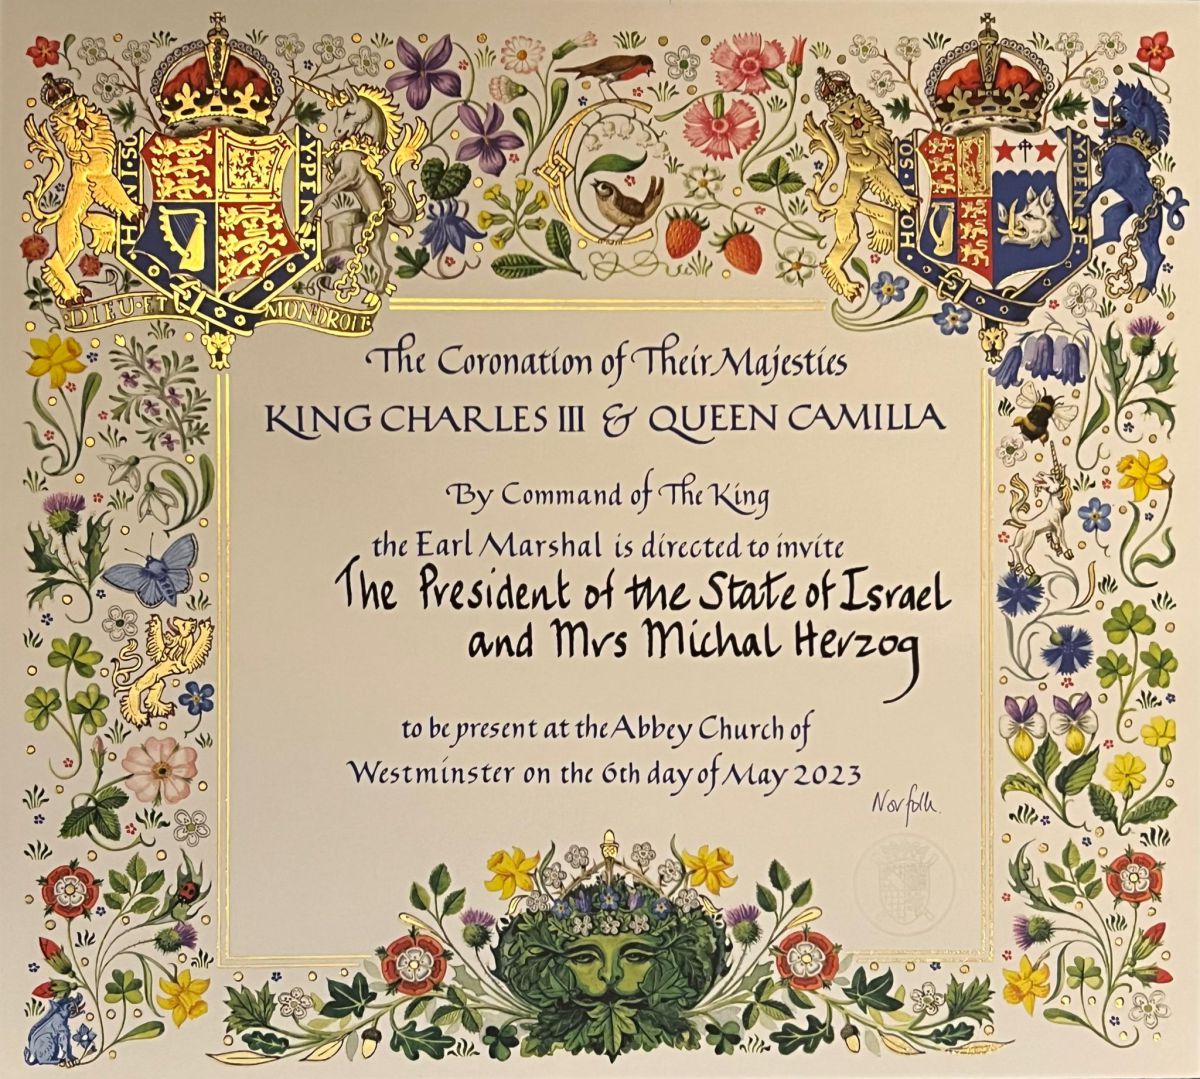 Y·PENSE
Y·PENSE
DIEU·ET MON·DROIT
The Coronation of Their Majesties
KING CHARLES III & QUEEN CAMILLA
By Command of The King
the Earl Marshal is directed to invite
The President of the State of Israel
and Mrs Michal Herzog
to be present at the Abbey Church of
Westminster on the 6th day of May 2023
Norfolk.